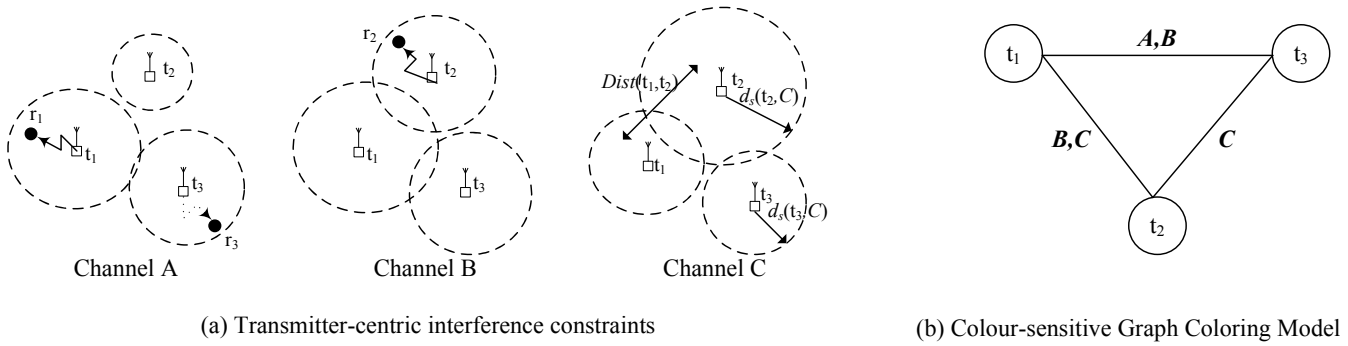 t₂
r₁
t₁
t₃
r₃
Channel A
r₂
t₂
t₁
t₃
Channel B
Dist(t₁,t₂)
t₂
dₛ(t₂,C)
t₁
t₃
dₛ(t₃,C)
Channel C
(a) Transmitter-centric interference constraints
t₁
A,B
t₃
B,C
C
t₂
(b) Colour-sensitive Graph Coloring Model